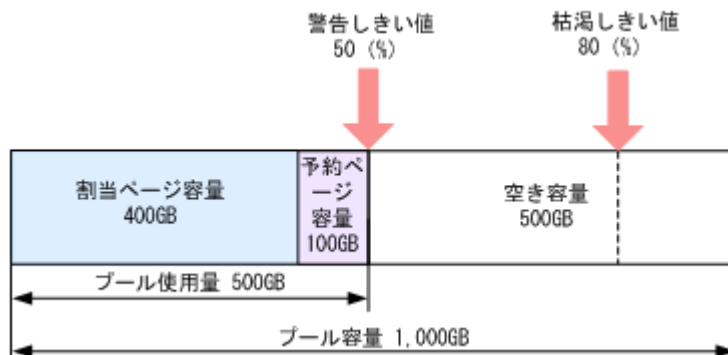 警告しきい値
50 (%)
枯渇しきい値
80 (%)
割当ページ容量
400GB
予約ペ
ージ
容量
100GB
空き容量
500GB
プール使用量 500GB
プール容量 1,000GB